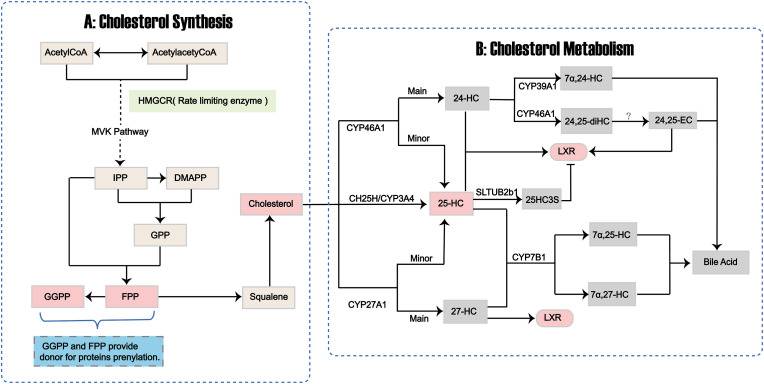 A: Cholesterol Synthesis
AcetylCoA
AcetylacetyCoA
HMGCR( Rate limiting enzyme )
MVK Pathway
IPP
DMAPP
GPP
GGPP
FPP
Squalene
Cholesterol
GGPP and FPP provide
donor for proteins prenylation.
B: Cholesterol Metabolism
Main
24-HC
CYP39A1
7α,24-HC
CYP46A1
24,25-diHC
?
24,25-EC
CYP46A1
Minor
LXR
CH25H/CYP3A4
25-HC
SLTUB2b1
25HC3S
Minor
CYP7B1
7α,25-HC
Bile Acid
7α,27-HC
CYP27A1
Main
27-HC
LXR